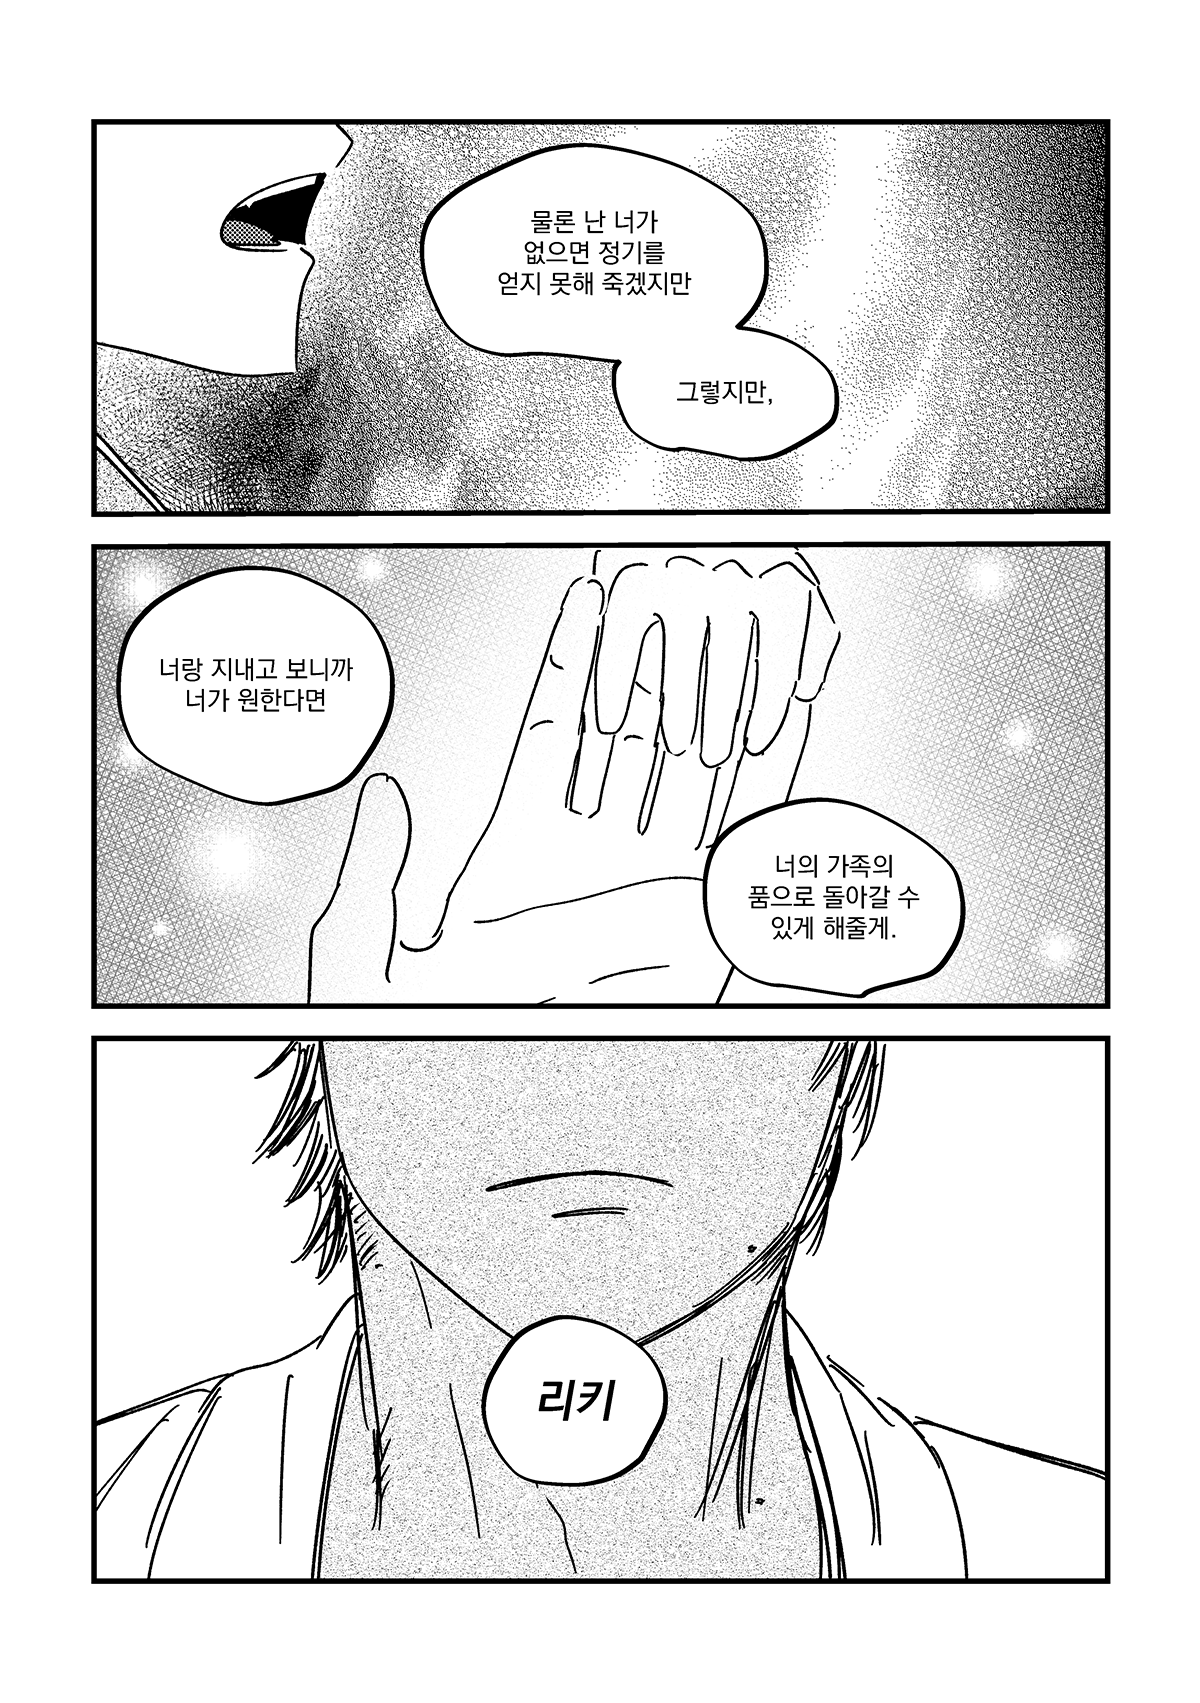 물론 난 너가
없으면 정기를
얻지 못해 죽겠지만
그렇지만,
너랑 지내고 보니까
너가 원한다면
너의 가족의
품으로 돌아갈 수
있게 해줄게.
리키